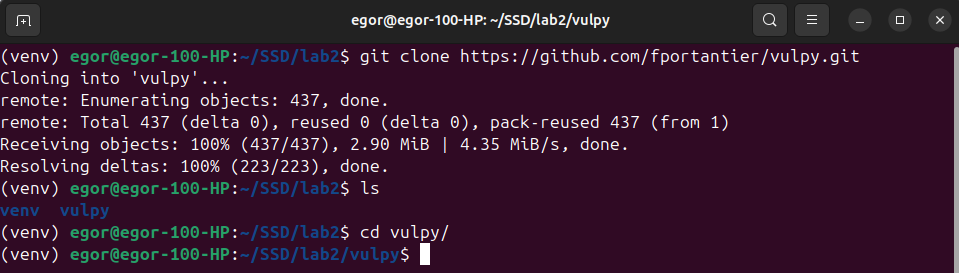 egor@egor-100-HP: ~/SSD/lab2/vulpy
(venv) egor@egor-100-HP:~/SSD/lab2$ git clone https://github.com/fportantier/vulpy.git
Cloning into 'vulpy'...
remote: Enumerating objects: 437, done.
remote: Total 437 (delta 0), reused 0 (delta 0), pack-reused 437 (from 1)
Receiving objects: 100% (437/437), 2.90 MiB | 4.35 MiB/s, done.
Resolving deltas: 100% (223/223), done.
(venv) egor@egor-100-HP:~/SSD/lab2$ ls
venv  vulpy
(venv) egor@egor-100-HP:~/SSD/lab2$ cd vulpy/
(venv) egor@egor-100-HP:~/SSD/lab2/vulpy$